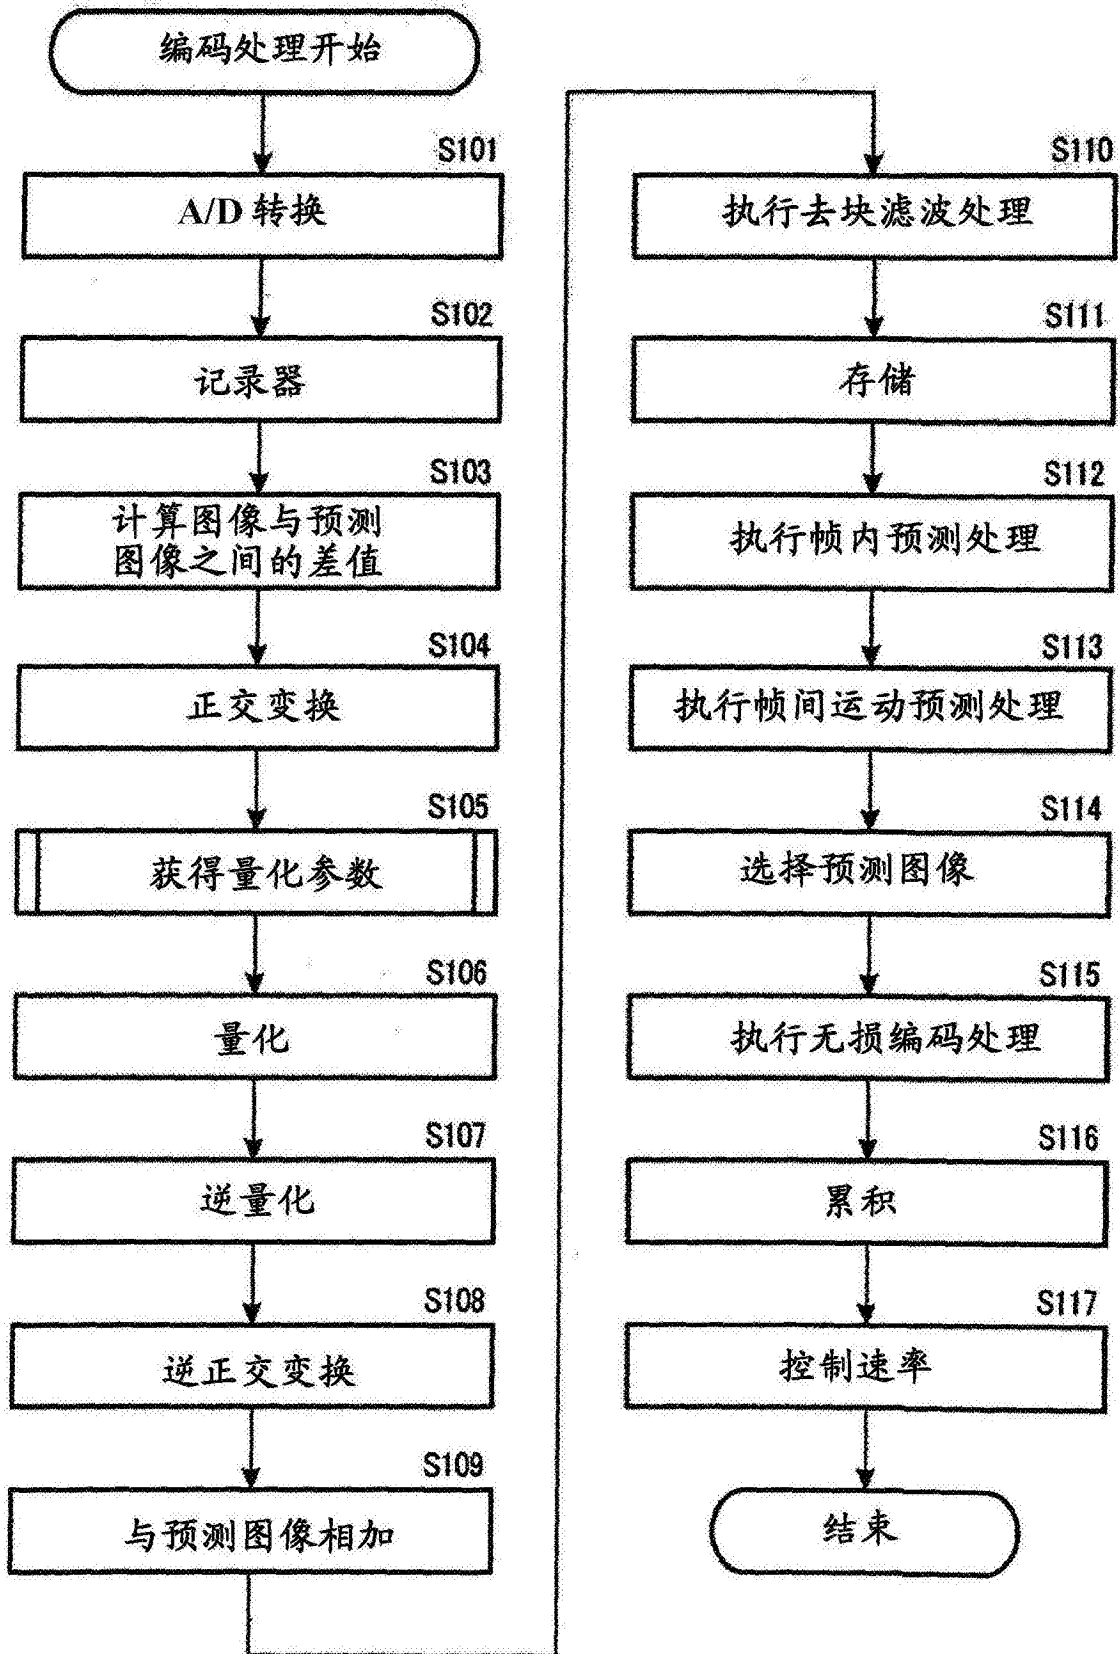 编码处理开始
S101
A/D 转换
S102
记录器
S103
计算图像与预测
图像之间的差值
S104
正交变换
S105
获得量化参数
S106
量化
S107
逆量化
S108
逆正交变换
S109
与预测图像相加
S110
执行去块滤波处理
S111
存储
S112
执行帧内预测处理
S113
执行帧间运动预测处理
S114
选择预测图像
S115
执行无损编码处理
S116
累积
S117
控制速率
结束